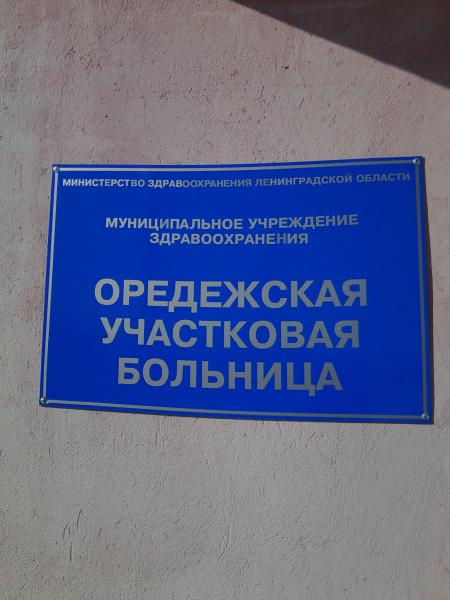 МИНИСТЕРСТВО ЗДРАВООХРАНЕНИЯ ЛЕНИНГРАДСКОЙ ОБЛАСТИ
МУНИЦИПАЛЬНОЕ УЧРЕЖДЕНИЕ
ЗДРАВООХРАНЕНИЯ
ОРЕДЕЖСКАЯ
УЧАСТКОВАЯ
БОЛЬНИЦА